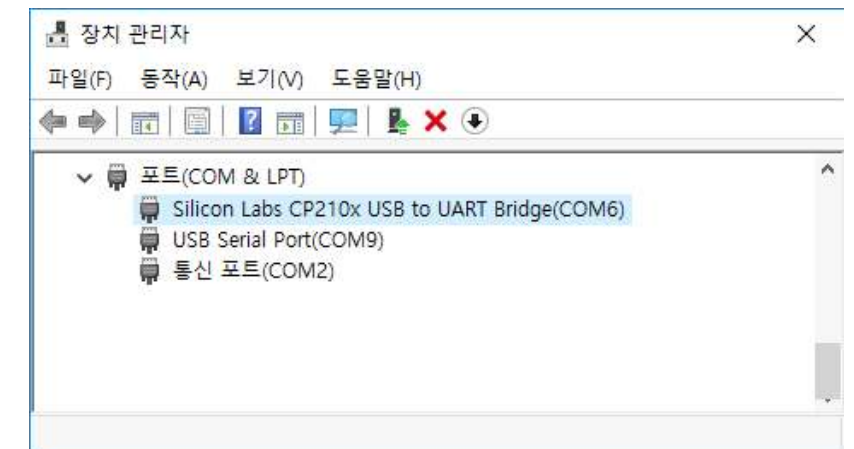 장치 관리자
파일(F) 동작(A) 보기(V) 도움말(H)
포트(COM & LPT)
Silicon Labs CP210x USB to UART Bridge(COM6)
USB Serial Port(COM9)
통신 포트(COM2)